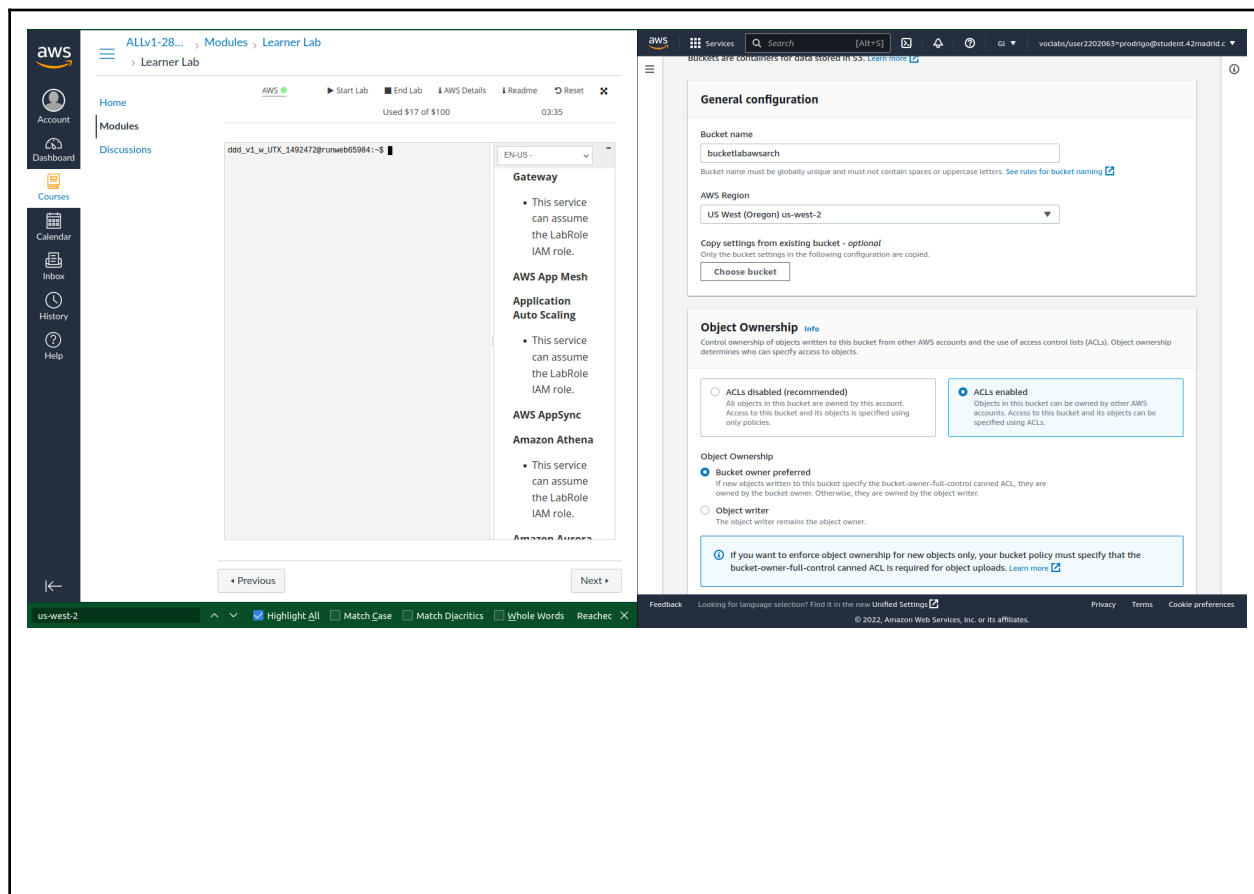 aws
Account
Dashboard
Courses
Calendar
Inbox
History
Help
ALLv1-28... > Modules > Learner Lab
> Learner Lab
Home
Modules
Discussions
AWS
Start Lab
End Lab
AWS Details
Readme
Reset
Used $17 of $100
03:35
ddd_v1_w_UTX_1492472@runweb65984:~$
EN-US -
Gateway
• This service
can assume
the LabRole
IAM role.
AWS App Mesh
Application
Auto Scaling
• This service
can assume
the LabRole
IAM role.
AWS AppSync
Amazon Athena
• This service
can assume
the LabRole
IAM role.
Amazon Aurora
Previous
Next
us-west-2
Highlight All
Match Case
Match Diacritics
Whole Words
Reachec
aws
Services
Search
[Alt+S]
Gl
voclabs/user2202063=prodrigo@student.42madrid.c
Buckets are containers for data stored in S3. Learn more
General configuration
Bucket name
bucketlabawsarch
Bucket name must be globally unique and must not contain spaces or uppercase letters. See rules for bucket naming
AWS Region
US West (Oregon) us-west-2
Copy settings from existing bucket - optional
Only the bucket settings in the following configuration are copied.
Choose bucket
Object Ownership Info
Control ownership of objects written to this bucket from other AWS accounts and the use of access control lists (ACLs). Object ownership
determines who can specify access to objects.
ACLs disabled (recommended)
All objects in this bucket are owned by this account.
Access to this bucket and its objects is specified using
only policies.
ACLs enabled
Objects in this bucket can be owned by other AWS
accounts. Access to this bucket and its objects can be
specified using ACLs.
Object Ownership
Bucket owner preferred
If new objects written to this bucket specify the bucket-owner-full-control canned ACL, they are
owned by the bucket owner. Otherwise, they are owned by the object writer.
Object writer
The object writer remains the object owner.
If you want to enforce object ownership for new objects only, your bucket policy must specify that the
bucket-owner-full-control canned ACL is required for object uploads. Learn more
Feedback
Looking for language selection? Find it in the new Unified Settings
Privacy
Terms
Cookie preferences
© 2022, Amazon Web Services, Inc. or its affiliates.